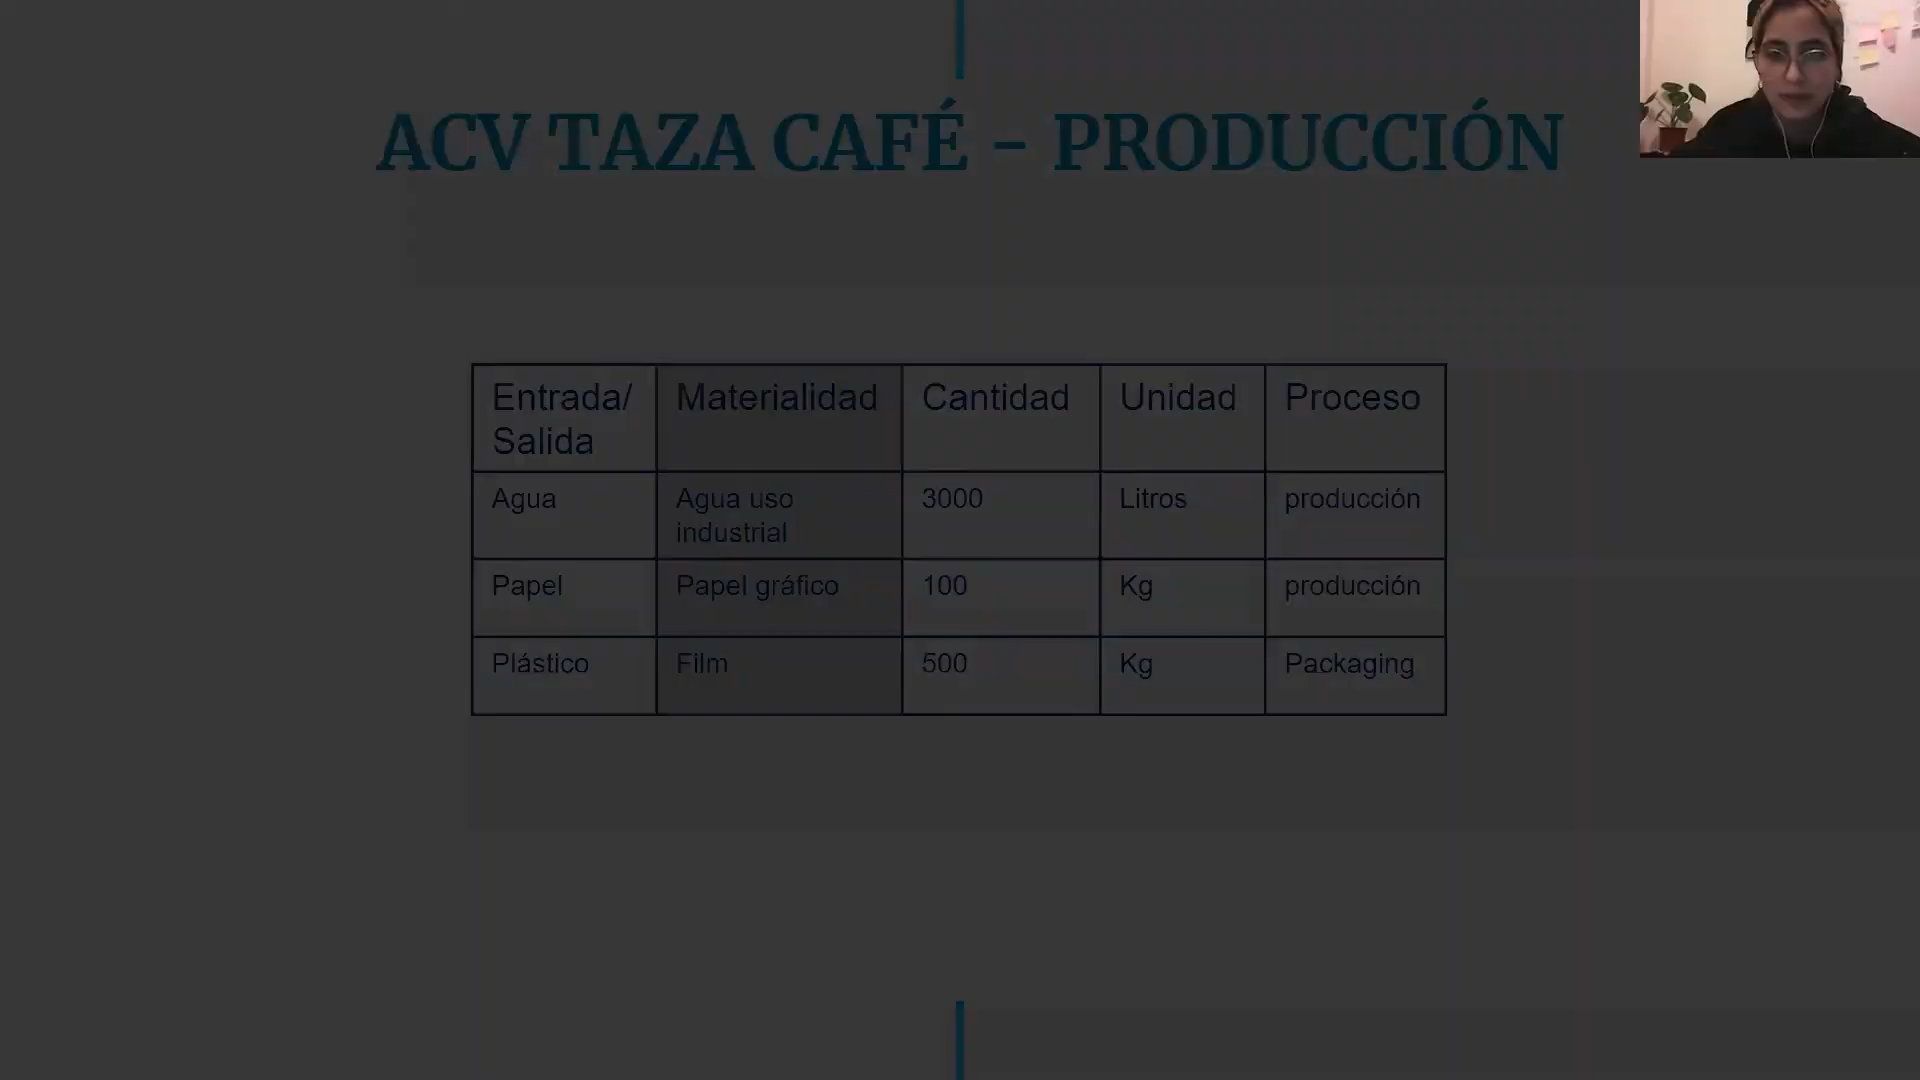 ACV TAZA CAFÉ – PRODUCCIÓN
Entrada/ Materialidad Cantidad Unidad Proceso
Salida
Agua Agua uso 3000 Litros producción
industrial
Papel Papel gráfico 100 Kg producción
Plástico Film 500 Kg Packaging